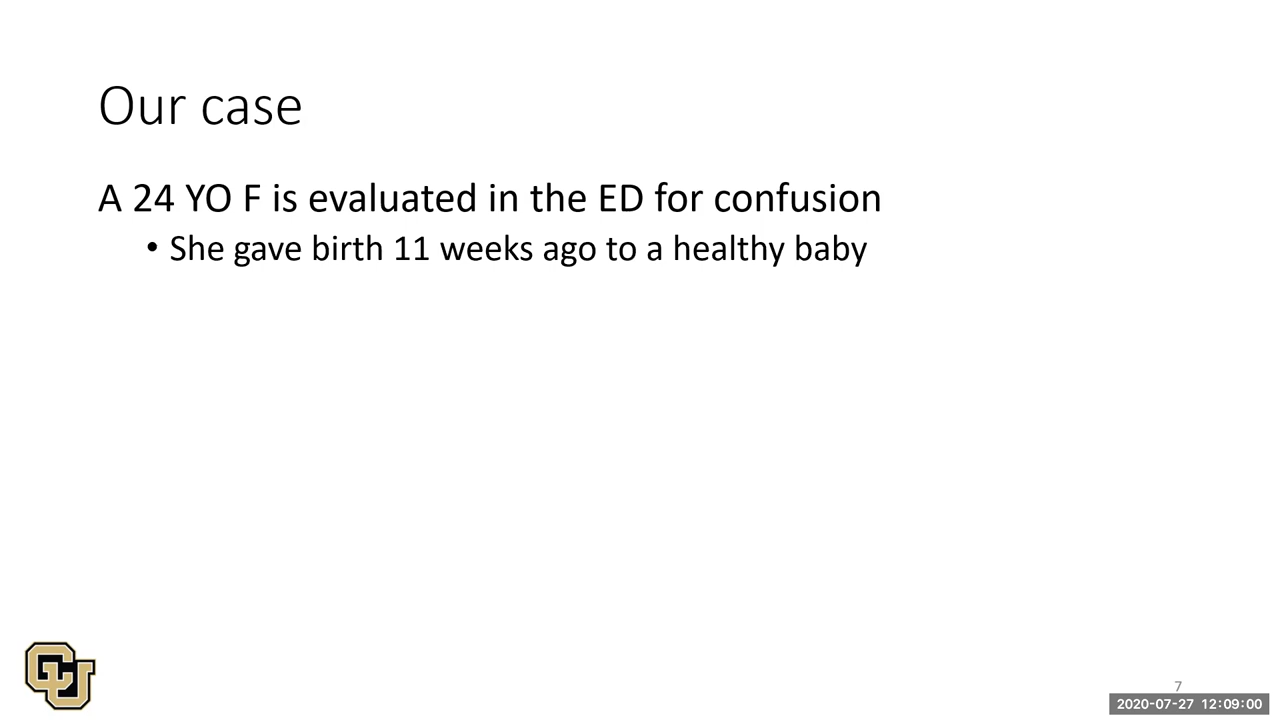 Our case
A 24 YO F is evaluated in the ED for confusion
• She gave birth 11 weeks ago to a healthy baby
CU
7
2020-07-27 12:09:00